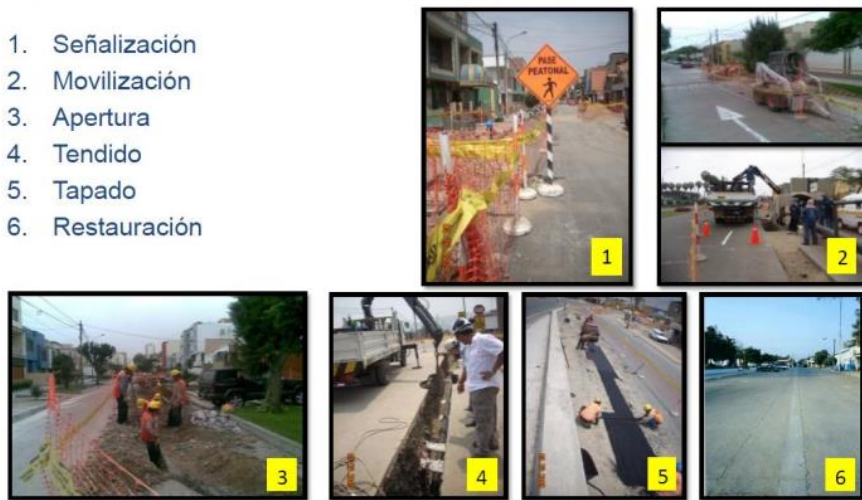 1. Señalización
2. Movilización
3. Apertura
4. Tendido
5. Tapado
6. Restauración
PASE
PEATONAL
1
2
3
4
5
6